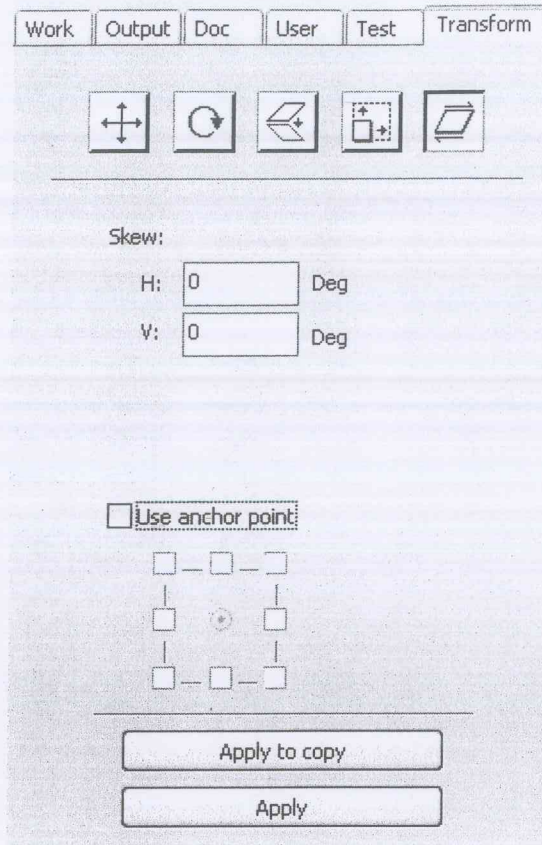 Work Output Doc User Test Transform
Skew:
H: 0 Deg
V: 0 Deg
Use anchor point
Apply to copy
Apply